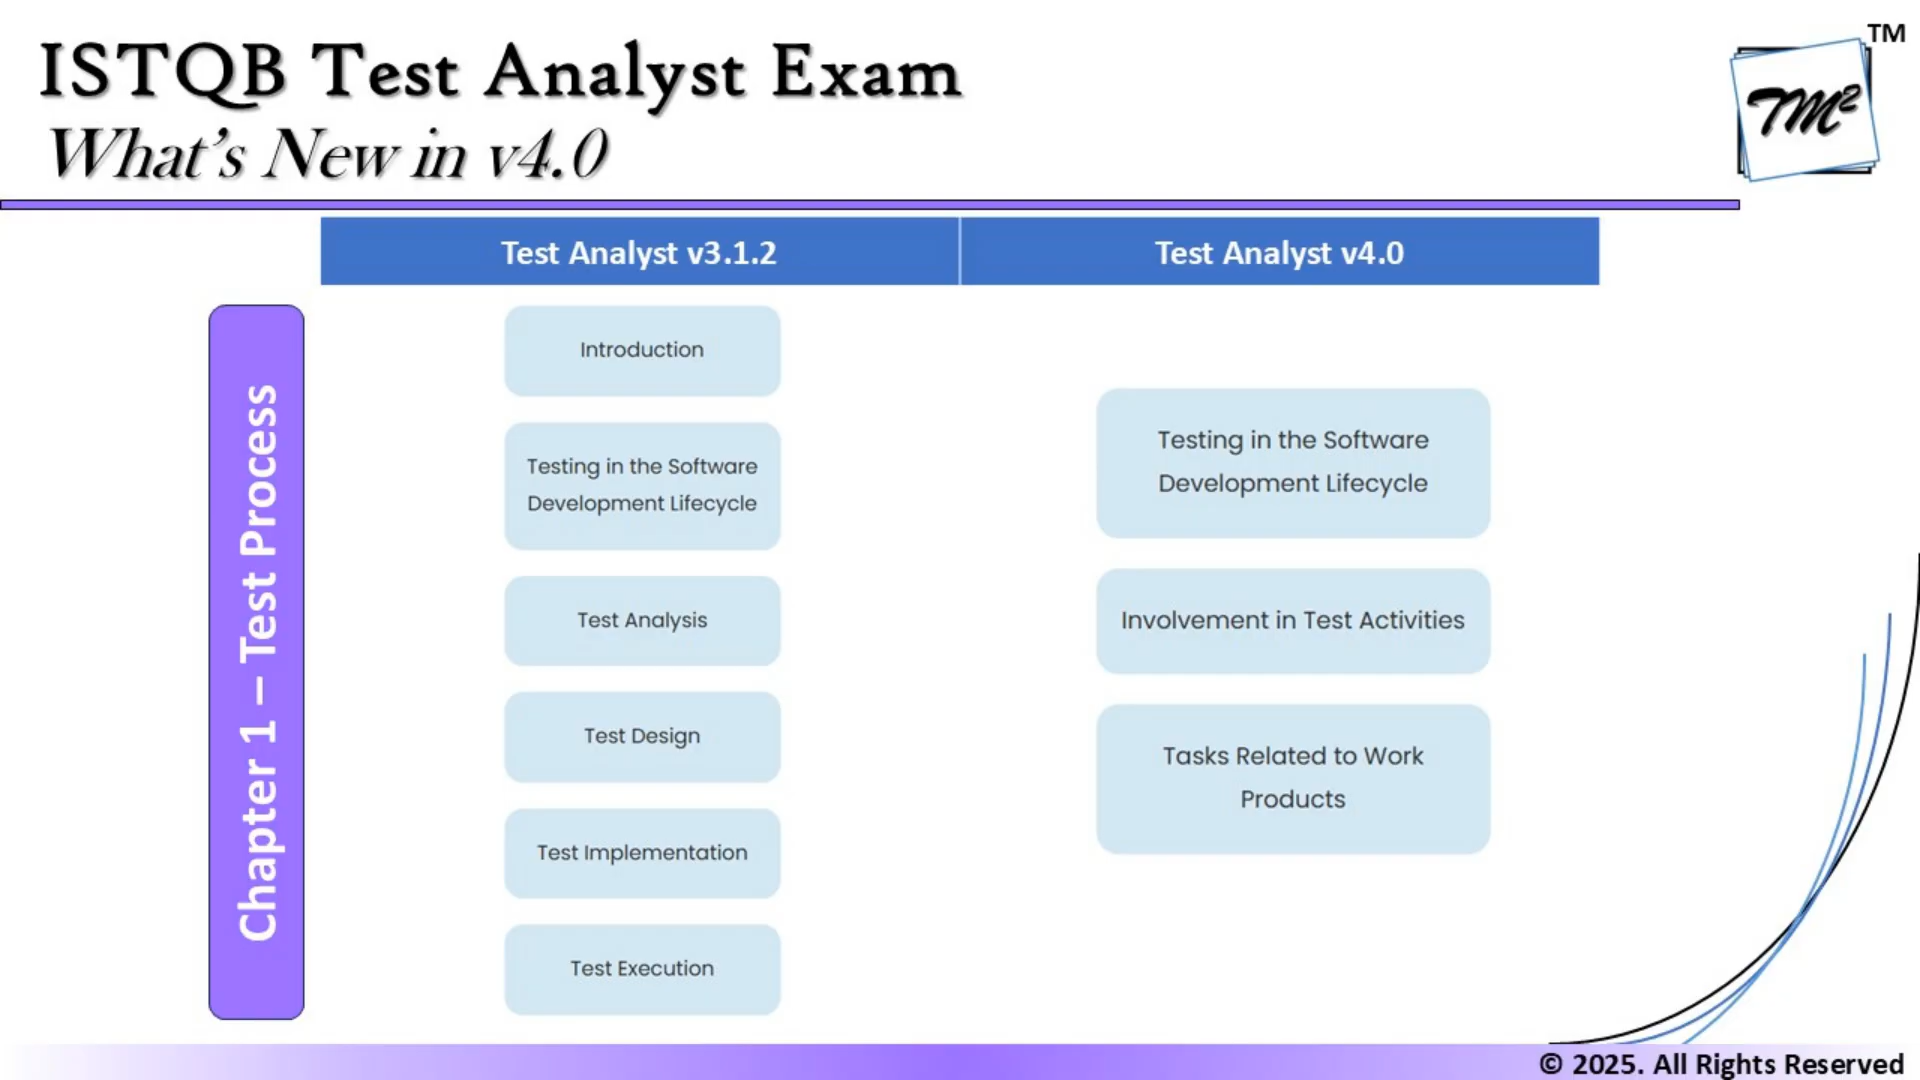 ISTQB Test Analyst Exam
What's New in v4.0
TM
TM²
Test Analyst v3.1.2
Test Analyst v4.0
Chapter 1 – Test Process
Introduction
Testing in the Software
Development Lifecycle
Test Analysis
Test Design
Test Implementation
Test Execution
Testing in the Software
Development Lifecycle
Involvement in Test Activities
Tasks Related to Work
Products
© 2025. All Rights Reserved